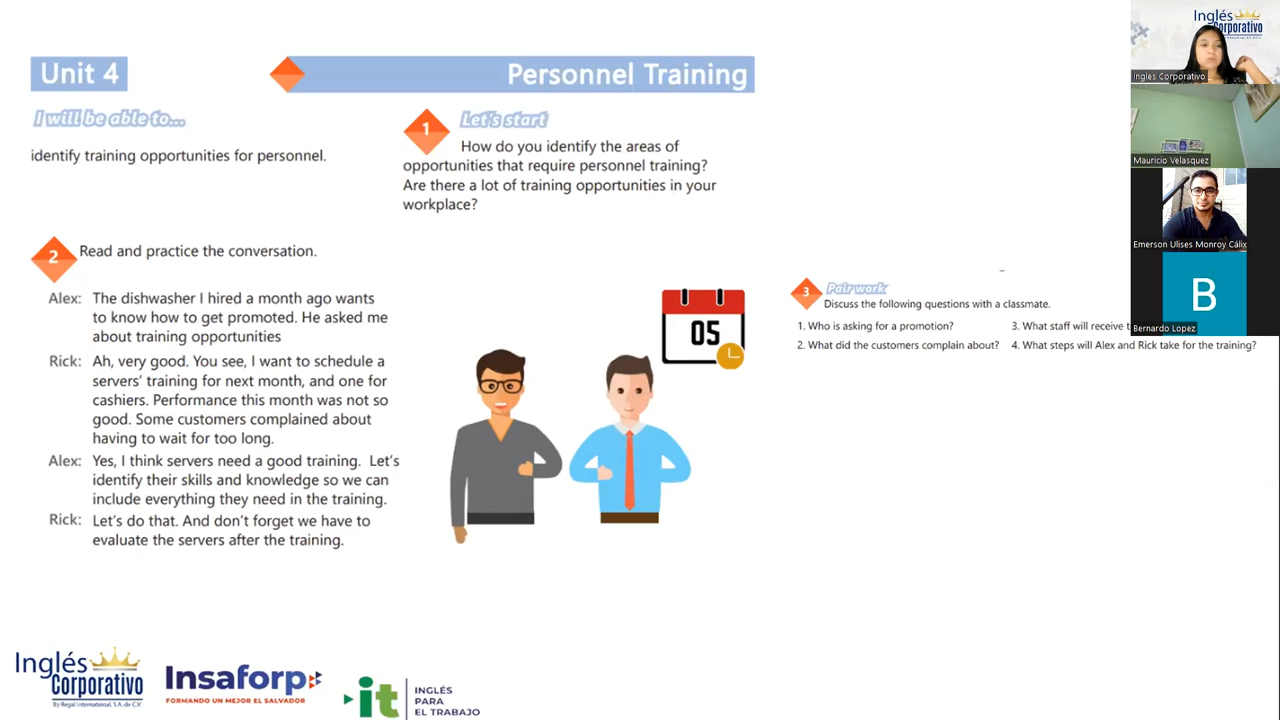 Unit 4
Personnel Training
I will be able to...
identify training opportunities for personnel.
1
Let's start
How do you identify the areas of
opportunities that require personnel training?
Are there a lot of training opportunities in your
workplace?
2
Read and practice the conversation.
Alex: The dishwasher I hired a month ago wants
to know how to get promoted. He asked me
about training opportunities
Rick: Ah, very good. You see, I want to schedule a
servers' training for next month, and one for
cashiers. Performance this month was not so
good. Some customers complained about
having to wait for too long.
Alex: Yes, I think servers need a good training. Let's
identify their skills and knowledge so we can
include everything they need in the training.
Rick: Let's do that. And don't forget we have to
evaluate the servers after the training.
05
3
Pair work
Discuss the following questions with a classmate.
1. Who is asking for a promotion?
2. What did the customers complain about?
3. What staff will receive
4. What steps will Alex and Rick take for the training?
Inglés
Corporativo
Ingles Corporativo
Mauricio Velasquez
Emerson Ulises Monroy Cálix
B
Bernardo Lopez
Inglés
Corporativo
By Regal International, S.A. de C.V.
Insaforp
FORMANDO UN MEJOR EL SALVADOR
it
INGLÉS
PARA
EL TRABAJO